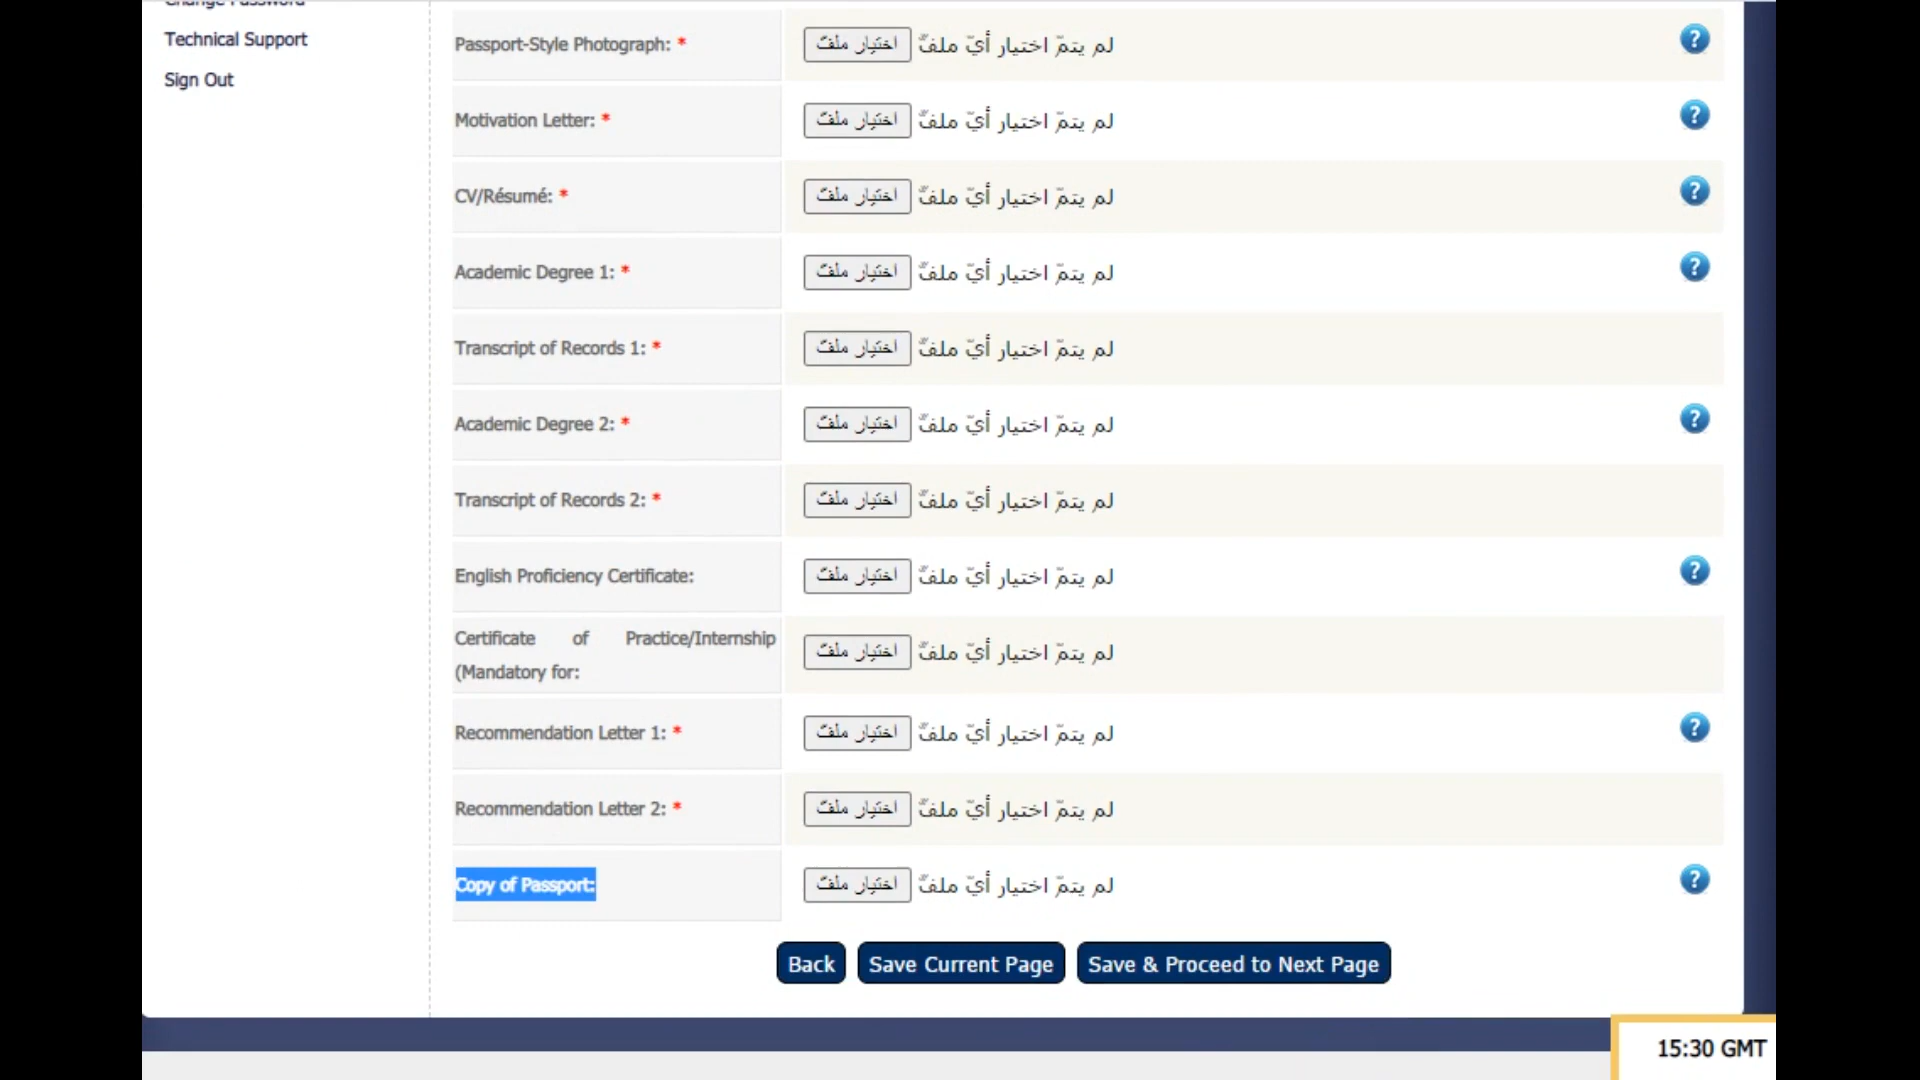 Change Password
Technical Support
Sign Out
Passport-Style Photograph: * اختيار ملفّ لم يتمّ اختيار أيّ ملفّ ?
Motivation Letter: * اختيار ملفّ لم يتمّ اختيار أيّ ملفّ ?
CV/Résumé: * اختيار ملفّ لم يتمّ اختيار أيّ ملفّ ?
Academic Degree 1: * اختيار ملفّ لم يتمّ اختيار أيّ ملفّ ?
Transcript of Records 1: * اختيار ملفّ لم يتمّ اختيار أيّ ملفّ
Academic Degree 2: * اختيار ملفّ لم يتمّ اختيار أيّ ملفّ ?
Transcript of Records 2: * اختيار ملفّ لم يتمّ اختيار أيّ ملفّ
English Proficiency Certificate: اختيار ملفّ لم يتمّ اختيار أيّ ملفّ ?
Certificate of Practice/Internship
(Mandatory for: اختيار ملفّ لم يتمّ اختيار أيّ ملفّ
Recommendation Letter 1: * اختيار ملفّ لم يتمّ اختيار أيّ ملفّ ?
Recommendation Letter 2: * اختيار ملفّ لم يتمّ اختيار أيّ ملفّ
Copy of Passport: اختيار ملفّ لم يتمّ اختيار أيّ ملفّ ?
Back Save Current Page Save & Proceed to Next Page
15:30 GMT